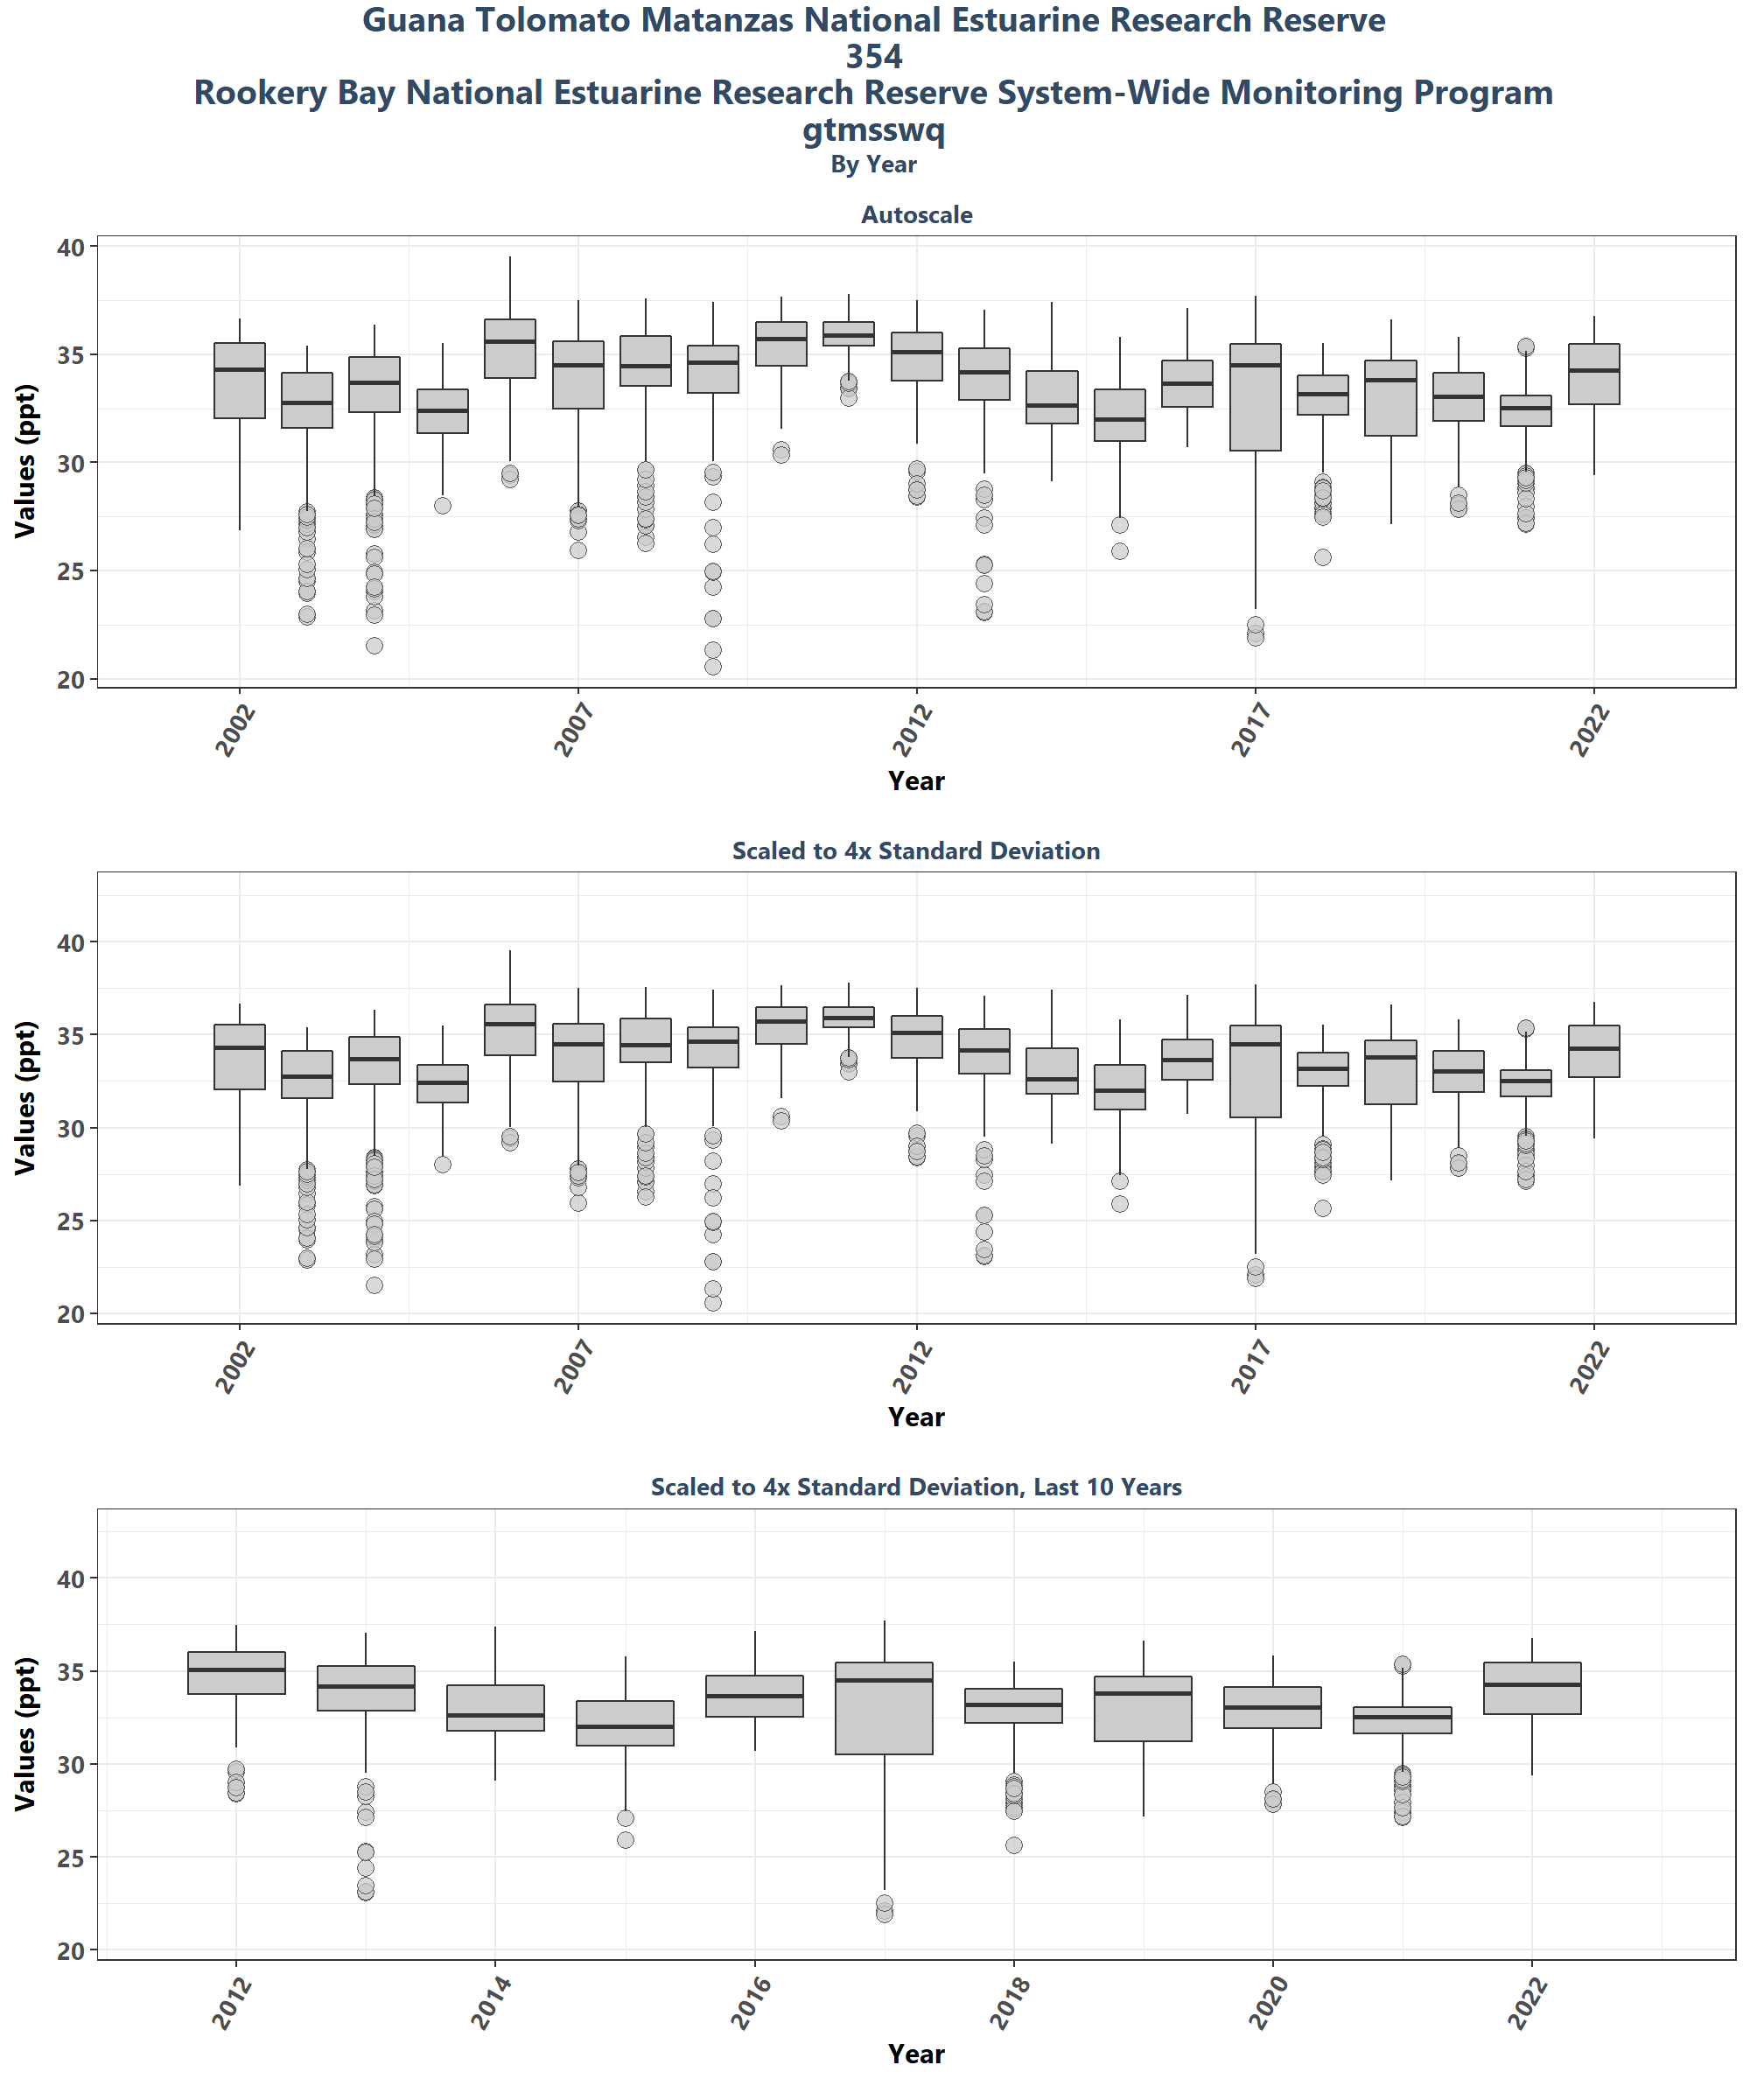 Guana Tolomato Matanzas National Estuarine Research Reserve
354
Rookery Bay National Estuarine Research Reserve System-Wide Monitoring Program
gtmsswq
By Year
Autoscale
Values (ppt)
40
35
30
25
20
2002
2007
2012
2017
2022
Year
Scaled to 4x Standard Deviation
Values (ppt)
40
35
30
25
20
2002
2007
2012
2017
2022
Year
Scaled to 4x Standard Deviation, Last 10 Years
Values (ppt)
40
35
30
25
20
2012
2014
2016
2018
2020
2022
Year